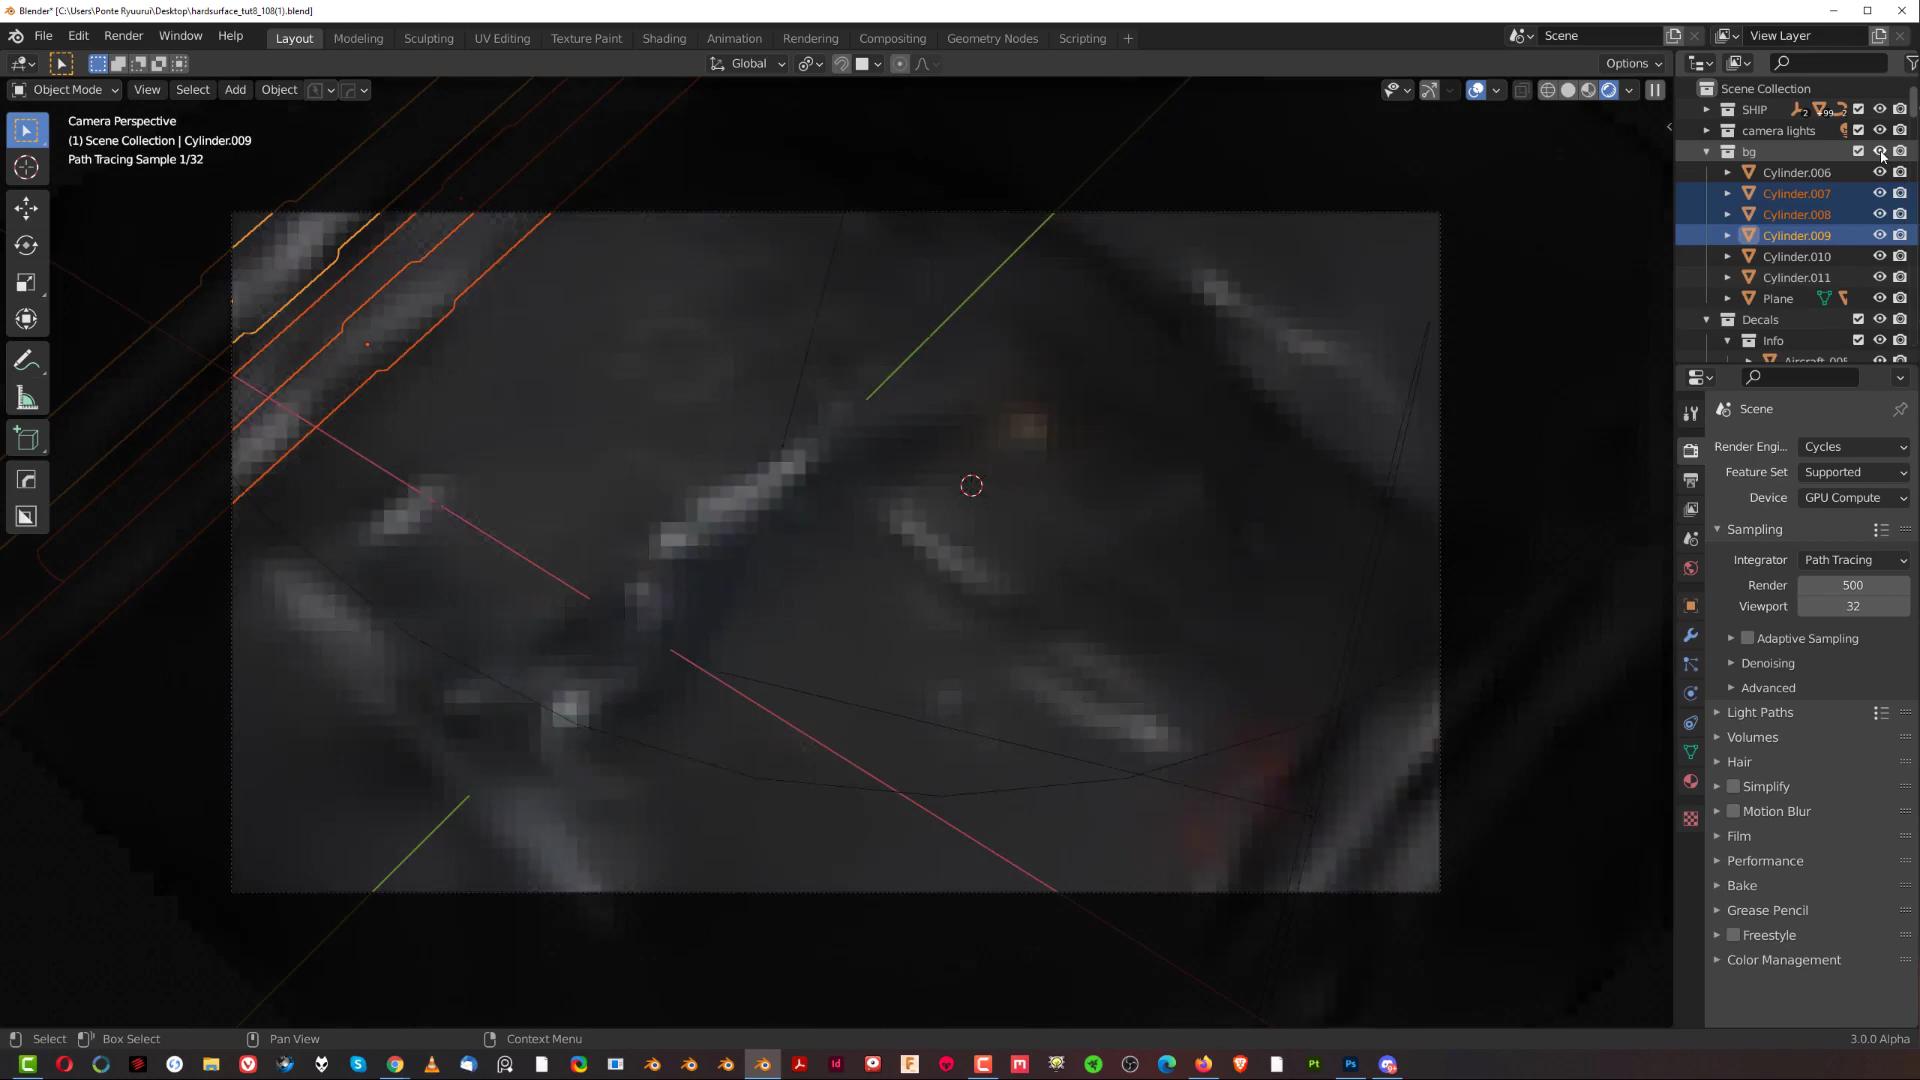 Blender* [C:\Users\Ponte Ryuurui\Desktop\hardsurface_tut8_108(1).blend]
File Edit Render Window Help Layout Modeling Sculpting UV Editing Texture Paint Shading Animation Rendering Compositing Geometry Nodes Scripting Scene View Layer
Global Options
Object Mode View Select Add Object
Camera Perspective
(1) Scene Collection | Cylinder.009
Path Tracing Sample 1/32
Scene Collection
SHIP 2 +99 2
camera lights
bg
Cylinder.006
Cylinder.007
Cylinder.008
Cylinder.009
Cylinder.010
Cylinder.011
Plane
Decals
Info
Scene
Render Engi... Cycles
Feature Set Supported
Device GPU Compute
Sampling
Integrator Path Tracing
Render 500
Viewport 32
Adaptive Sampling
Denoising
Advanced
Light Paths
Volumes
Hair
Simplify
Motion Blur
Film
Performance
Bake
Grease Pencil
Freestyle
Color Management
Select Box Select Pan View Context Menu 3.0.0 Alpha